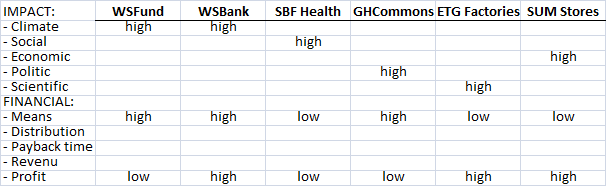 IMPACT: WSFund WSBank SBF Health GHCommons ETG Factories SUM Stores
- Climate high high
- Social high
- Economic high
- Politic high
- Scientific high
FINANCIAL:
- Means high high low high low low
- Distribution
- Payback time
- Revenu
- Profit low high low low high high